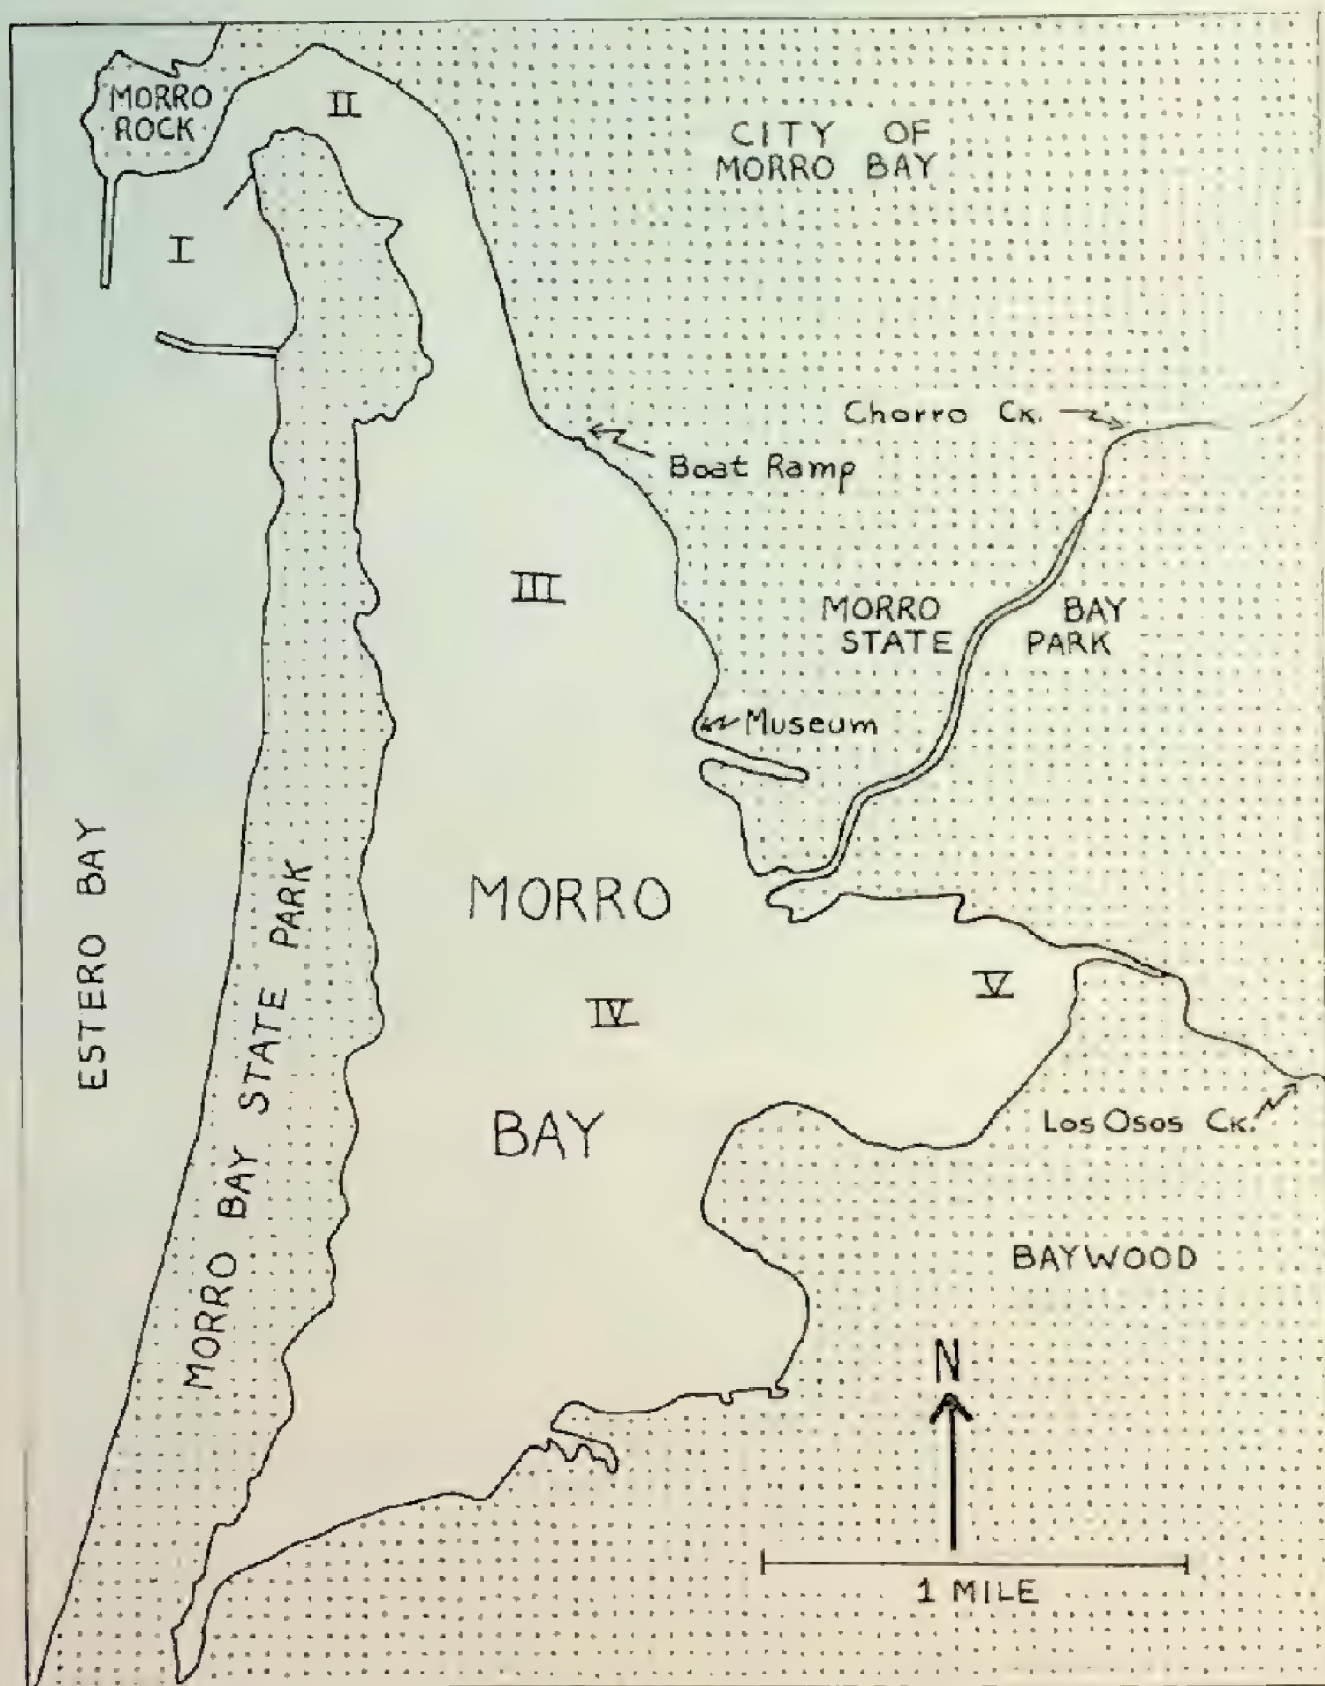 MORRO
ROCK
II
CITY OF
MORRO BAY
I
Chorro CK.
Boat Ramp
III
MORRO BAY
STATE PARK
Museum
ESTERO BAY
MORRO BAY STATE PARK
MORRO
IV
V
BAY
Los Osos CK.
BAYWOOD
N
1 MILE